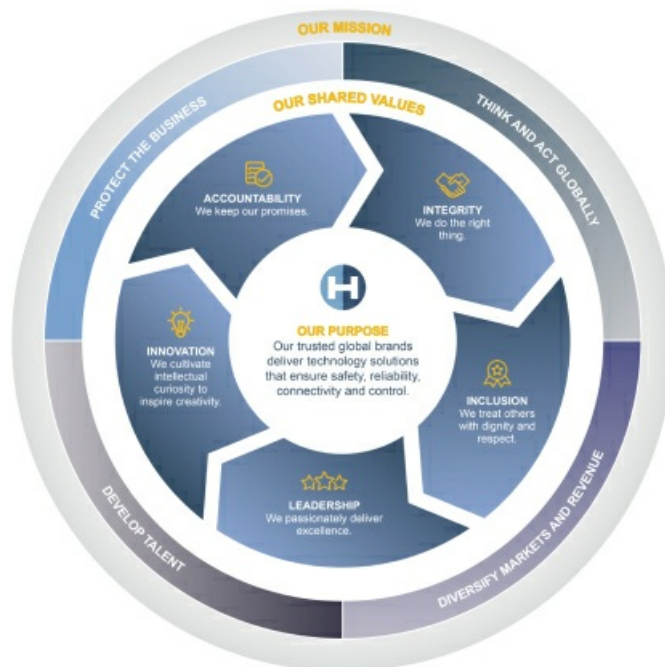 OUR MISSION
PROTECT THE BUSINESS
THINK AND ACT GLOBALLY
OUR SHARED VALUES
ACCOUNTABILITY
We keep our promises.
INTEGRITY
We do the right
thing.
H
OUR PURPOSE
Our trusted global brands
deliver technology solutions
that ensure safety, reliability,
connectivity and control.
INNOVATION
We cultivate
intellectual
curiosity to
inspire creativity.
INCLUSION
We treat others
with dignity and
respect.
LEADERSHIP
We passionately deliver
excellence.
DEVELOP TALENT
DIVERSIFY MARKETS AND REVENUE